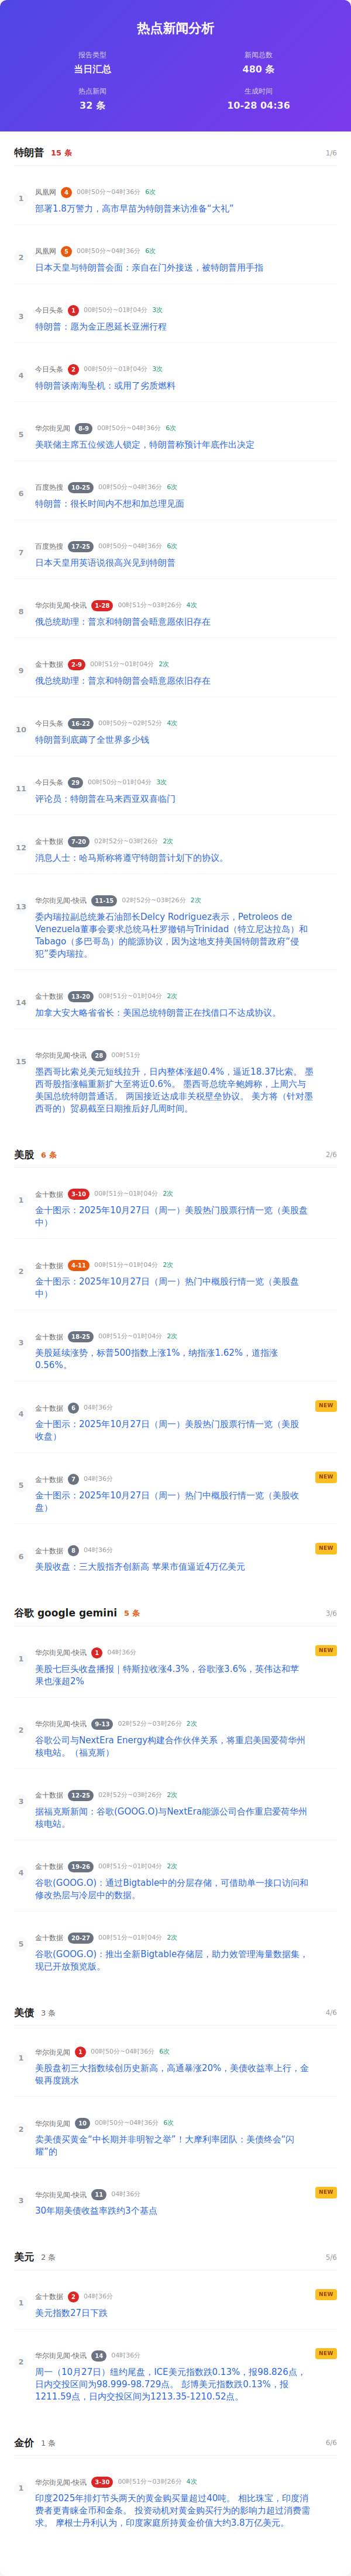 热点新闻分析
报告类型
当日汇总
新闻总数
480 条
热点新闻
32 条
生成时间
10-28 04:36
特朗普 15 条 1/6
1
凤凰网 4 00时50分~04时36分 6次
部署1.8万警力，高市早苗为特朗普来访准备“大礼”
2
凤凰网 5 00时50分~04时36分 6次
日本天皇与特朗普会面：亲自在门外接送，被特朗普用手指
3
今日头条 1 00时50分~01时04分 3次
特朗普：愿为金正恩延长亚洲行程
4
今日头条 2 00时50分~01时04分 3次
特朗普谈南海坠机：或用了劣质燃料
5
华尔街见闻 8-9 00时50分~04时36分 6次
美联储主席五位候选人锁定，特朗普称预计年底作出决定
6
百度热搜 10-25 00时50分~04时36分 6次
特朗普：很长时间内不想和加总理见面
7
百度热搜 17-25 00时50分~04时36分 6次
日本天皇用英语说很高兴见到特朗普
8
华尔街见闻-快讯 1-28 00时51分~03时26分 4次
俄总统助理：普京和特朗普会晤意愿依旧存在
9
金十数据 2-9 00时51分~01时04分 2次
俄总统助理：普京和特朗普会晤意愿依旧存在
10
今日头条 16-22 00时50分~02时52分 4次
特朗普到底薅了全世界多少钱
11
今日头条 29 00时50分~01时04分 3次
评论员：特朗普在马来西亚双喜临门
12
金十数据 7-20 02时52分~03时26分 2次
消息人士：哈马斯称将遵守特朗普计划下的协议。
13
华尔街见闻-快讯 11-15 02时52分~03时26分 2次
委内瑞拉副总统兼石油部长Delcy Rodriguez表示，Petroleos de
Venezuela董事会要求总统马杜罗撤销与Trinidad（特立尼达拉岛）和
Tabago（多巴哥岛）的能源协议，因为这地支持美国特朗普政府“侵
犯”委内瑞拉。
14
金十数据 13-20 00时51分~01时04分 2次
加拿大安大略省省长：美国总统特朗普正在找借口不达成协议。
15
华尔街见闻-快讯 28 00时51分
墨西哥比索兑美元短线拉升，日内整体涨超0.4%，逼近18.37比索。 墨
西哥股指涨幅重新扩大至将近0.6%。 墨西哥总统辛鲍姆称，上周六与
美国总统特朗普通话。 两国接近达成非关税壁垒协议。 美方将（针对墨
西哥的）贸易截至日期推后好几周时间。
美股 6 条 2/6
1
金十数据 3-10 00时51分~01时04分 2次
金十图示：2025年10月27日（周一）美股热门股票行情一览（美股盘
中）
2
金十数据 4-11 00时51分~01时04分 2次
金十图示：2025年10月27日（周一）热门中概股行情一览（美股盘
中）
3
金十数据 18-25 00时51分~01时04分 2次
美股延续涨势，标普500指数上涨1%，纳指涨1.62%，道指涨
0.56%。
4
金十数据 6 04时36分 NEW
金十图示：2025年10月27日（周一）美股热门股票行情一览（美股
收盘）
5
金十数据 7 04时36分 NEW
金十图示：2025年10月27日（周一）热门中概股行情一览（美股收
盘）
6
金十数据 8 04时36分 NEW
美股收盘：三大股指齐创新高 苹果市值逼近4万亿美元
谷歌 google gemini 5 条 3/6
1
华尔街见闻-快讯 1 04时36分 NEW
美股七巨头收盘播报｜特斯拉收涨4.3%，谷歌涨3.6%，英伟达和苹
果也涨超2%
2
华尔街见闻-快讯 9-13 02时52分~03时26分 2次
谷歌公司与NextEra Energy构建合作伙伴关系，将重启美国爱荷华州
核电站。（福克斯）
3
金十数据 12-25 02时52分~03时26分 2次
据福克斯新闻：谷歌(GOOG.O)与NextEra能源公司合作重启爱荷华州
核电站。
4
金十数据 19-26 00时51分~01时04分 2次
谷歌(GOOG.O)：通过Bigtable中的分层存储，可借助单一接口访问和
修改热层与冷层中的数据。
5
金十数据 20-27 00时51分~01时04分 2次
谷歌(GOOG.O)：推出全新Bigtable存储层，助力效管理海量数据集，
现已开放预览版。
美债 3 条 4/6
1
华尔街见闻 1 00时50分~04时36分 6次
美股盘初三大指数续创历史新高，高通暴涨20%，美债收益率上行，金
银再度跳水
2
华尔街见闻 10 00时50分~04时36分 6次
卖美债买黄金“中长期并非明智之举”！大摩利率团队：美债终会“闪
耀”的
3
华尔街见闻-快讯 11 04时36分 NEW
30年期美债收益率跌约3个基点
美元 2 条 5/6
1
金十数据 2 04时36分 NEW
美元指数27日下跌
2
华尔街见闻-快讯 14 04时36分 NEW
周一（10月27日）纽约尾盘，ICE美元指数跌0.13%，报98.826点，
日内交投区间为98.999-98.729点。 彭博美元指数跌0.13%，报
1211.59点，日内交投区间为1213.35-1210.52点。
金价 1 条 6/6
1
华尔街见闻-快讯 3-30 00时51分~03时26分 4次
印度2025年排灯节头两天的黄金购买量超过40吨。 相比珠宝，印度消
费者更青睐金币和金条。 投资动机对黄金购买行为的影响力超过消费需
求。 摩根士丹利认为，印度家庭所持黄金价值大约3.8万亿美元。